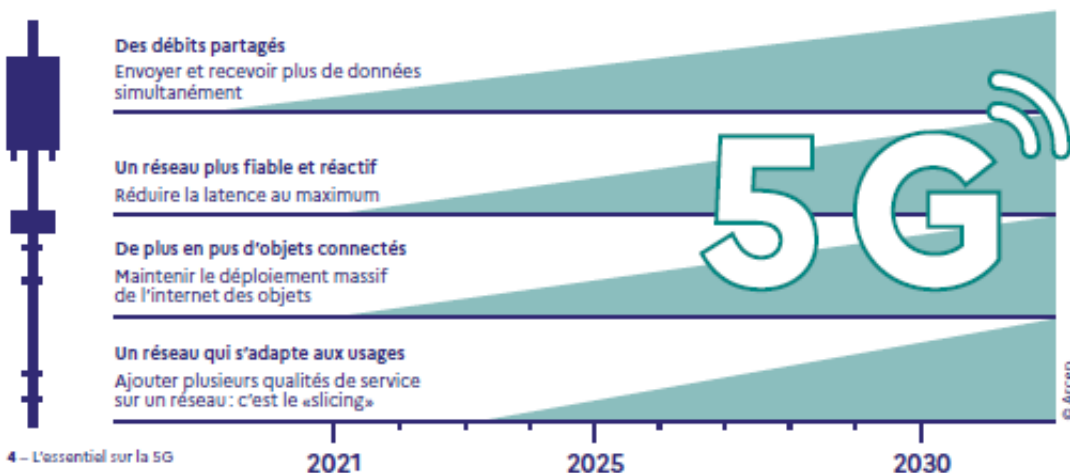 Des débits partagés
Envoyer et recevoir plus de données
simultanément
Un réseau plus fiable et réactif
Réduire la latence au maximum
De plus en pus d'objets connectés
Maintenir le déploiement massif
de l'internet des objets
Un réseau qui s'adapte aux usages
Ajouter plusieurs qualités de service
sur un réseau : c'est le «slicing»
5G
© Arcep
4 – L'essentiel sur la 5G
2021
2025
2030